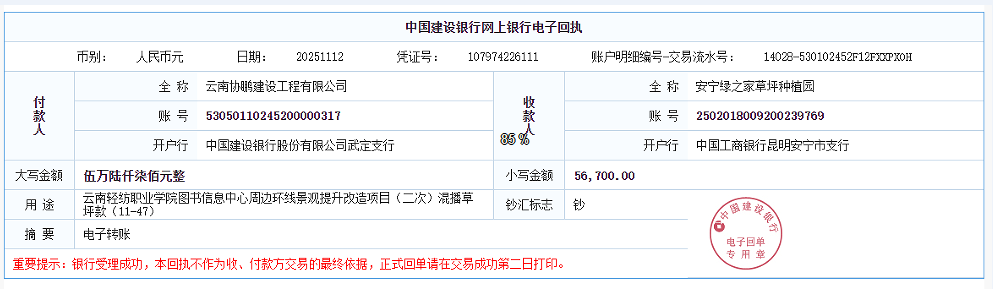 中国建设银行网上银行电子回执
币别： 人民币元 日期： 20251112 凭证号： 107974226111 账户明细编号-交易流水号： 14028-530102452F12FXXPXOH
付款人 全 称 云南协鹏建设工程有限公司 收款人 全 称 安宁绿之家草坪种植园
账 号 53050110245200000317 账 号 2502018009200239769
85 %
开户行 中国建设银行股份有限公司武定支行 开户行 中国工商银行昆明安宁市支行
大写金额 伍万陆仟柒佰元整 小写金额 56,700.00
用 途 云南轻纺职业学院图书信息中心周边环线景观提升改造项目（二次）混播草
坪款（11-47） 钞汇标志 钞
摘 要 电子转账
中国建设银行
电子回单
专用章
重要提示：银行受理成功，本回执不作为收、付款方交易的最终依据，正式回单请在交易成功第二日打印。